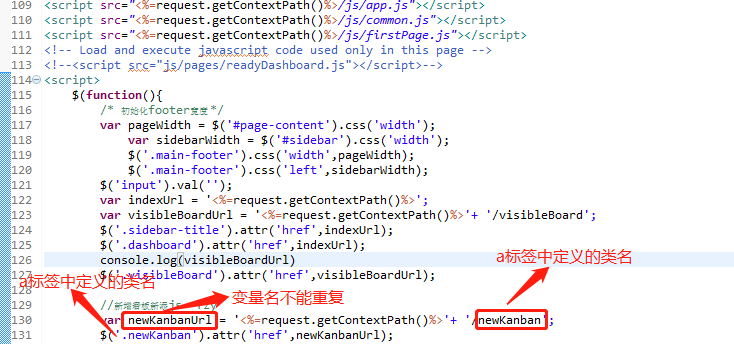 109 <script src="<%=request.getContextPath()%>/js/app.js"></script>
110 <script src="<%=request.getContextPath()%>/js/common.js"></script>
111 <script src="<%=request.getContextPath()%>/js/firstPage.js"></script>
112 <!-- Load and execute javascript code used only in this page -->
113 <!--<script src="js/pages/readyDashboard.js"></script>-->
114 <script>
115 $(function(){
116 /* 初始化footer宽度*/
117 var pageWidth = $('#page-content').css('width');
118 var sidebarWidth = $('#sidebar').css('width');
119 $('.main-footer').css('width',pageWidth);
120 $('.main-footer').css('left',sidebarWidth);
121 $('input').val('');
122 var indexUrl = '<%=request.getContextPath()%>';
123 var visibleBoardUrl = '<%=request.getContextPath()%>'+ '/visibleBoard';
124 $('.sidebar-title').attr('href',indexUrl);
125 $('.dashboard').attr('href',indexUrl);
126 console.log(visibleBoardUrl)
a标签中定义的类名
127 $('.visibleBoard').attr('href',visibleBoardUrl);
a标签中定义的类名
128
变量名不能重复
129 //新增看板新添js
130 var newKanbanUrl = '<%=request.getContextPath()%>'+ '/newKanban';
131 $('.newKanban').attr('href',newKanbanUrl);